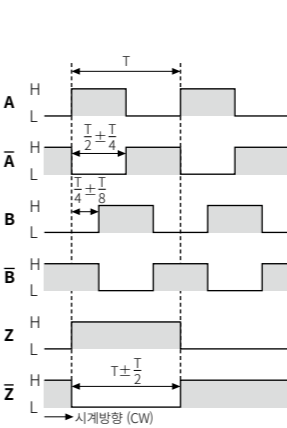 T
A H
L
T/2 ± T/4
A̅ H
L
T/4 ± T/8
B H
L
B̅ H
L
Z H
L
T ± T/2
Z̅ H
L
시계방향 (CW)